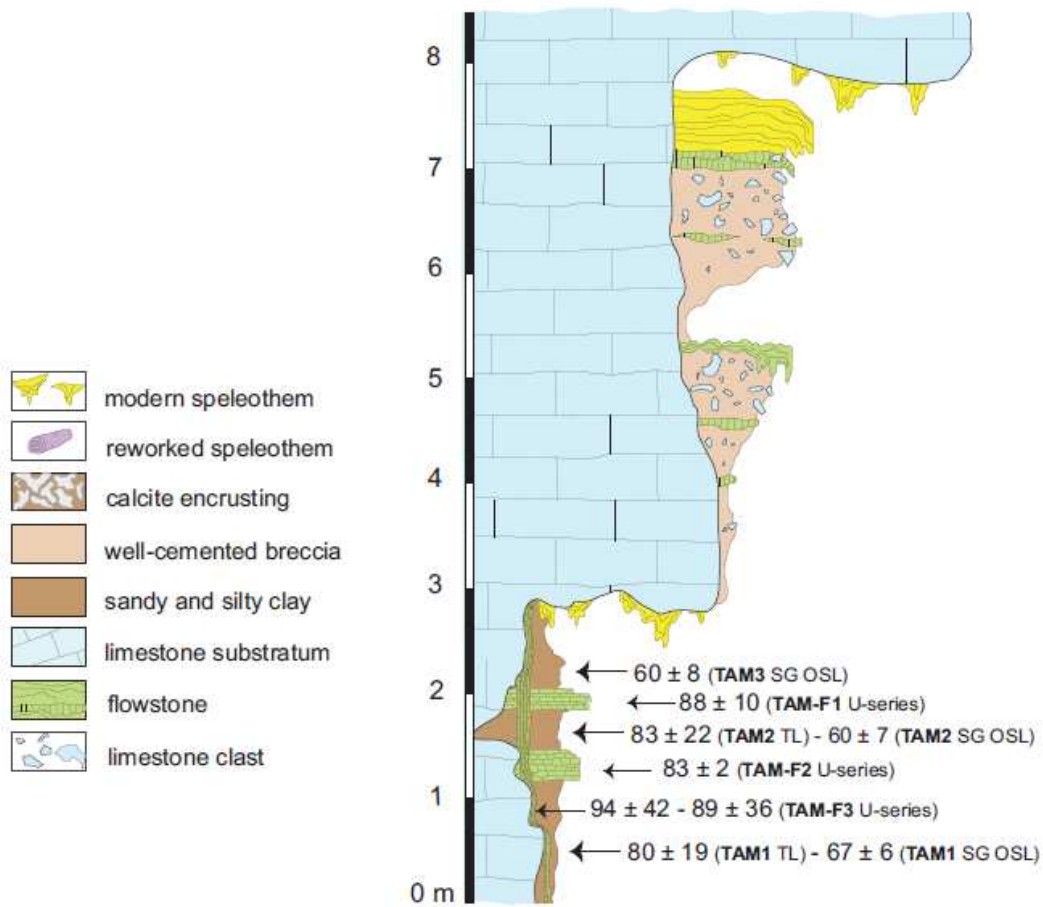 8
7
6
5
4
3
2
1
0 m
modern speleothem
reworked speleothem
calcite encrusting
well-cemented breccia
sandy and silty clay
limestone substratum
flowstone
limestone clast
60 ± 8 (TAM3 SG OSL)
88 ± 10 (TAM-F1 U-series)
83 ± 22 (TAM2 TL) - 60 ± 7 (TAM2 SG OSL)
83 ± 2 (TAM-F2 U-series)
94 ± 42 - 89 ± 36 (TAM-F3 U-series)
80 ± 19 (TAM1 TL) - 67 ± 6 (TAM1 SG OSL)